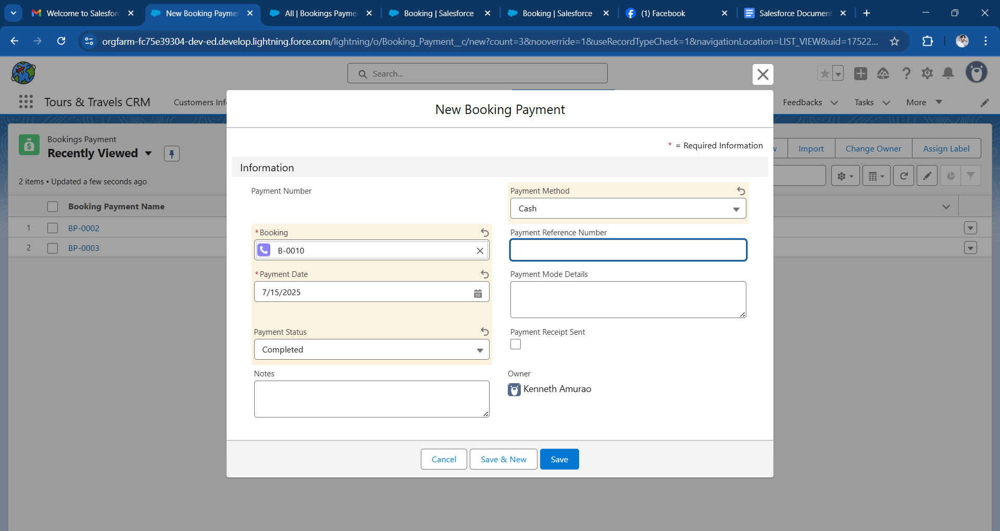 Welcome to Salesforc
New Booking Payme
All | Bookings Payme
Booking | Salesforce
Booking | Salesforce
(1) Facebook
Salesforce Document
orgfarm-fc75e39304-dev-ed.develop.lightning.force.com/lightning/o/Booking_Payment__c/new?count=3&nooverride=1&useRecordTypeCheck=1&navigationLocation=LIST_VIEW&uid=17522...
Search...
Tours & Travels CRM
Customers Inf
Feedbacks
Tasks
More
New Booking Payment
Bookings Payment
Recently Viewed
Import
Change Owner
Assign Label
* = Required Information
Information
2 items • Updated a few seconds ago
Booking Payment Name
1 BP-0002
2 BP-0003
Payment Number
Payment Method
Cash
*Booking
B-0010
Payment Reference Number
*Payment Date
7/15/2025
Payment Mode Details
Payment Status
Completed
Payment Receipt Sent
Notes
Owner
Kenneth Amurao
Cancel
Save & New
Save